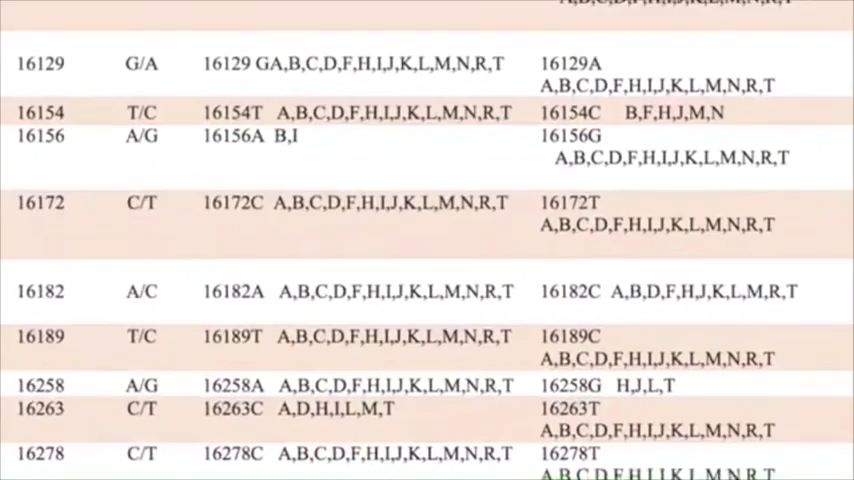 A,B,C,D,F,H,I,J,K,L,M,N,R,T
16129 G/A 16129 GA,B,C,D,F,H,I,J,K,L,M,N,R,T 16129A
A,B,C,D,F,H,I,J,K,L,M,N,R,T
16154 T/C 16154T A,B,C,D,F,H,I,J,K,L,M,N,R,T 16154C B,F,H,J,M,N
16156 A/G 16156A B,I 16156G
A,B,C,D,F,H,I,J,K,L,M,N,R,T
16172 C/T 16172C A,B,C,D,F,H,I,J,K,L,M,N,R,T 16172T
A,B,C,D,F,H,I,J,K,L,M,N,R,T
16182 A/C 16182A A,B,C,D,F,H,I,J,K,L,M,N,R,T 16182C A,B,D,F,H,J,K,L,M,R,T
16189 T/C 16189T A,B,C,D,F,H,I,J,K,L,M,N,R,T 16189C
A,B,C,D,F,H,I,J,K,L,M,N,R,T
16258 A/G 16258A A,B,C,D,F,H,I,J,K,L,M,N,R,T 16258G H,J,L,T
16263 C/T 16263C A,D,H,I,L,M,T 16263T
A,B,C,D,F,H,I,J,K,L,M,N,R,T
16278 C/T 16278C A,B,C,D,F,H,I,J,K,L,M,N,R,T 16278T
A,B,C,D,F,H,I,J,K,L,M,N,R,T